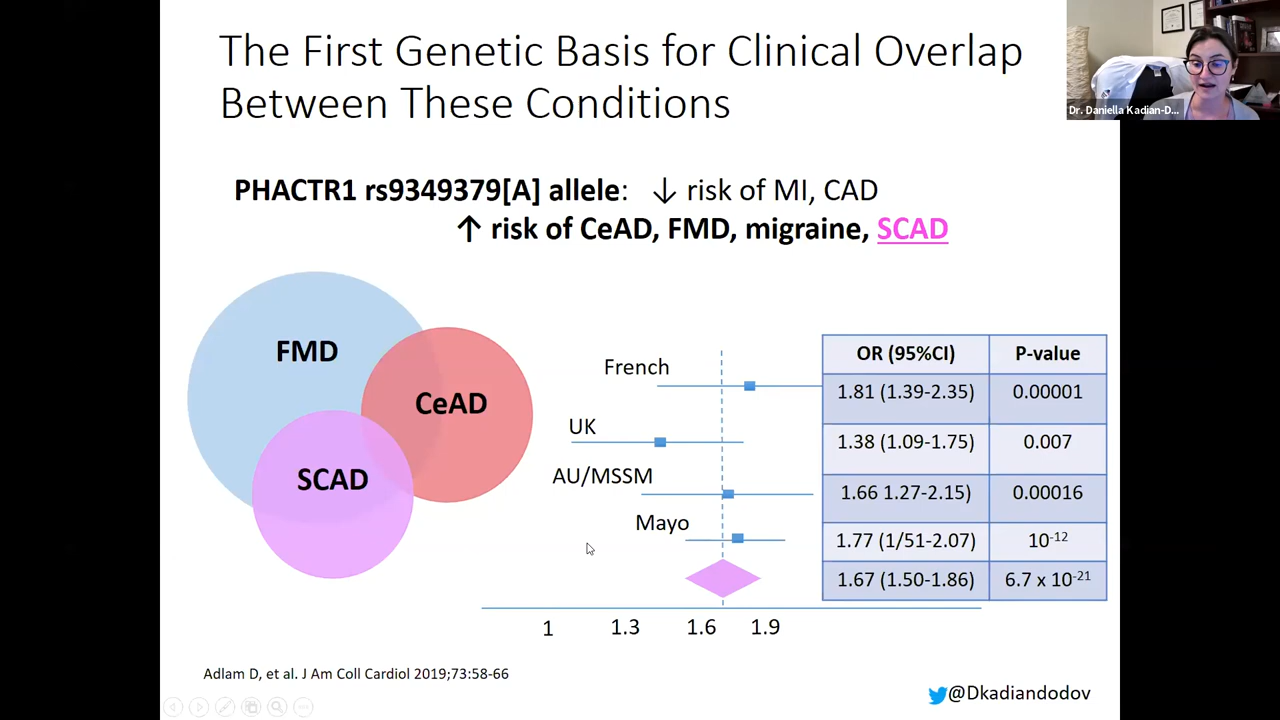 The First Genetic Basis for Clinical Overlap
Between These Conditions
Dr. Daniella Kadian-D...
PHACTR1 rs9349379[A] allele: ↓ risk of MI, CAD
↑ risk of CeAD, FMD, migraine, SCAD
FMD
CeAD
SCAD
French
UK
AU/MSSM
Mayo
1 1.3 1.6 1.9
OR (95%CI) P-value
1.81 (1.39-2.35) 0.00001
1.38 (1.09-1.75) 0.007
1.66 1.27-2.15) 0.00016
1.77 (1/51-2.07) 10-12
1.67 (1.50-1.86) 6.7 x 10-21
Adlam D, et al. J Am Coll Cardiol 2019;73:58-66
@Dkadiandodov